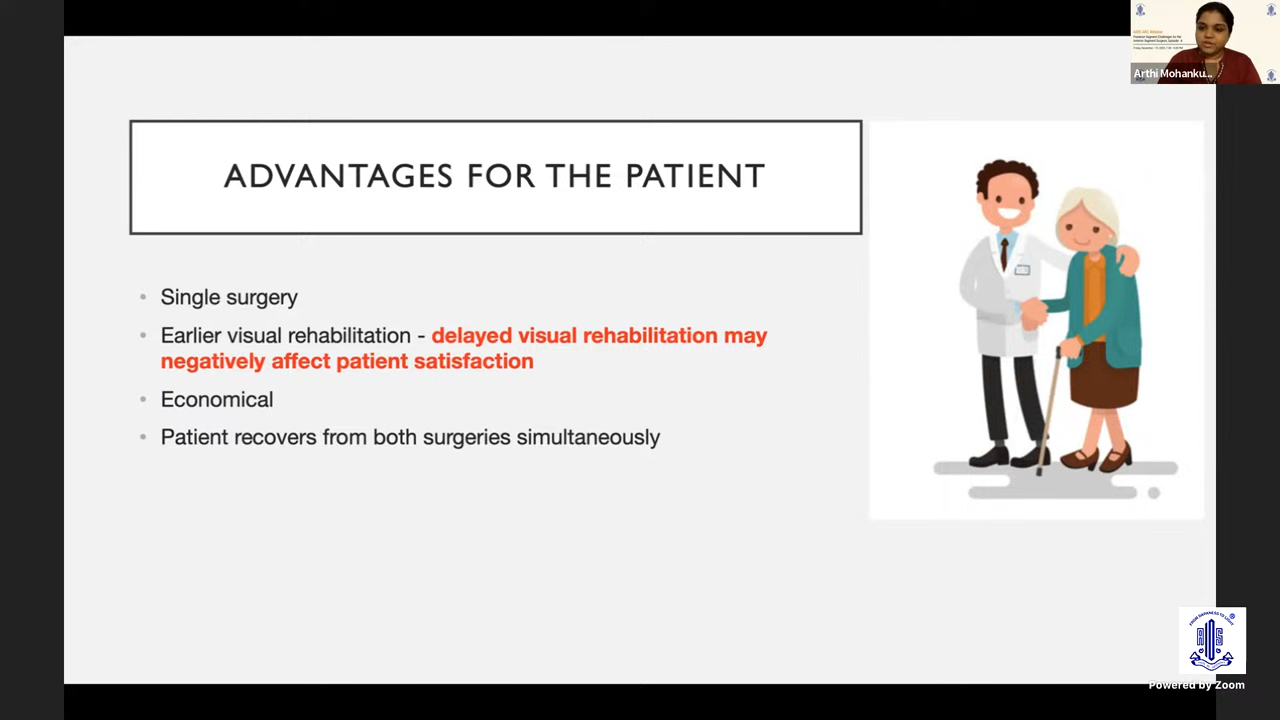 ADVANTAGES FOR THE PATIENT
Single surgery
Earlier visual rehabilitation - delayed visual rehabilitation may
negatively affect patient satisfaction
Economical
Patient recovers from both surgeries simultaneously
Arthi Mohanku...
Powered by Zoom